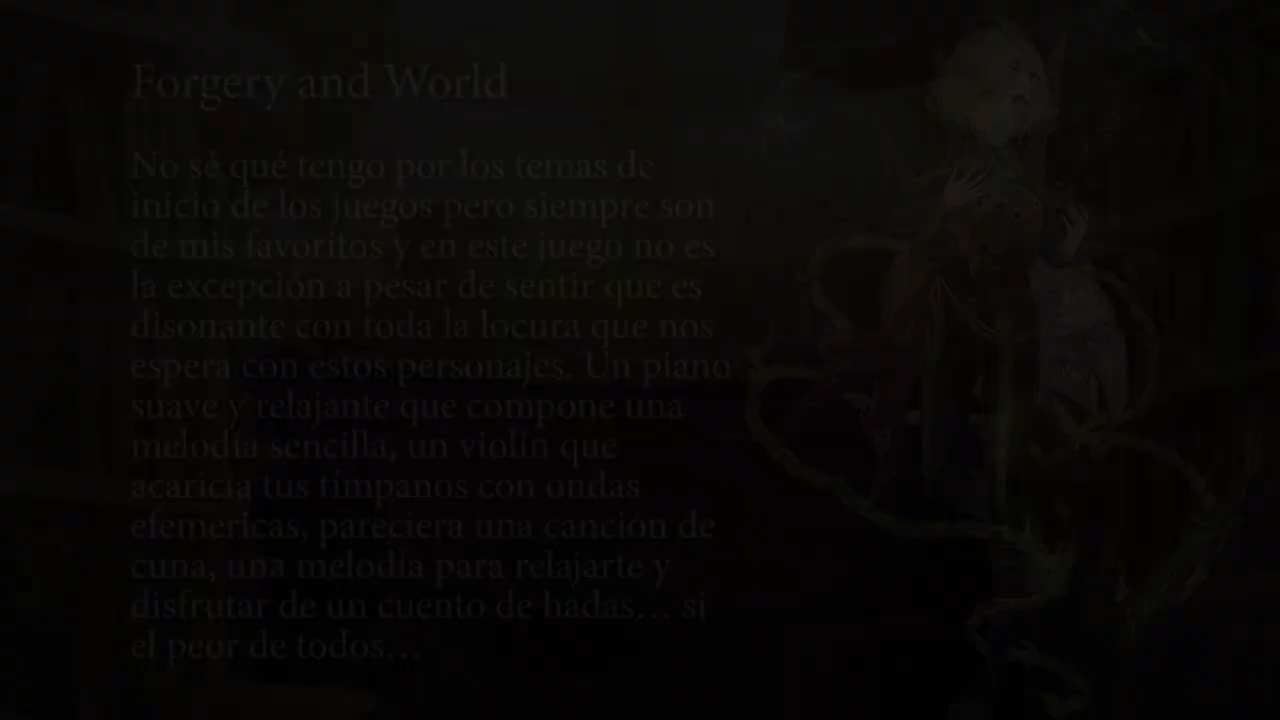 Forgery and World
No sé qué tengo por los temas de
inicio de los juegos pero siempre son
de mis favoritos y en este juego no es
la excepción a pesar de sentir que es
disonante con toda la locura que nos
espera con estos personajes. Un piano
suave y relajante que compone una
melodía sencilla, un violín que
acaricia tus tímpanos con ondas
efemericas, pareciera una canción de
cuna, una melodía para relajarte y
disfrutar de un cuento de hadas… si
el peor de todos…